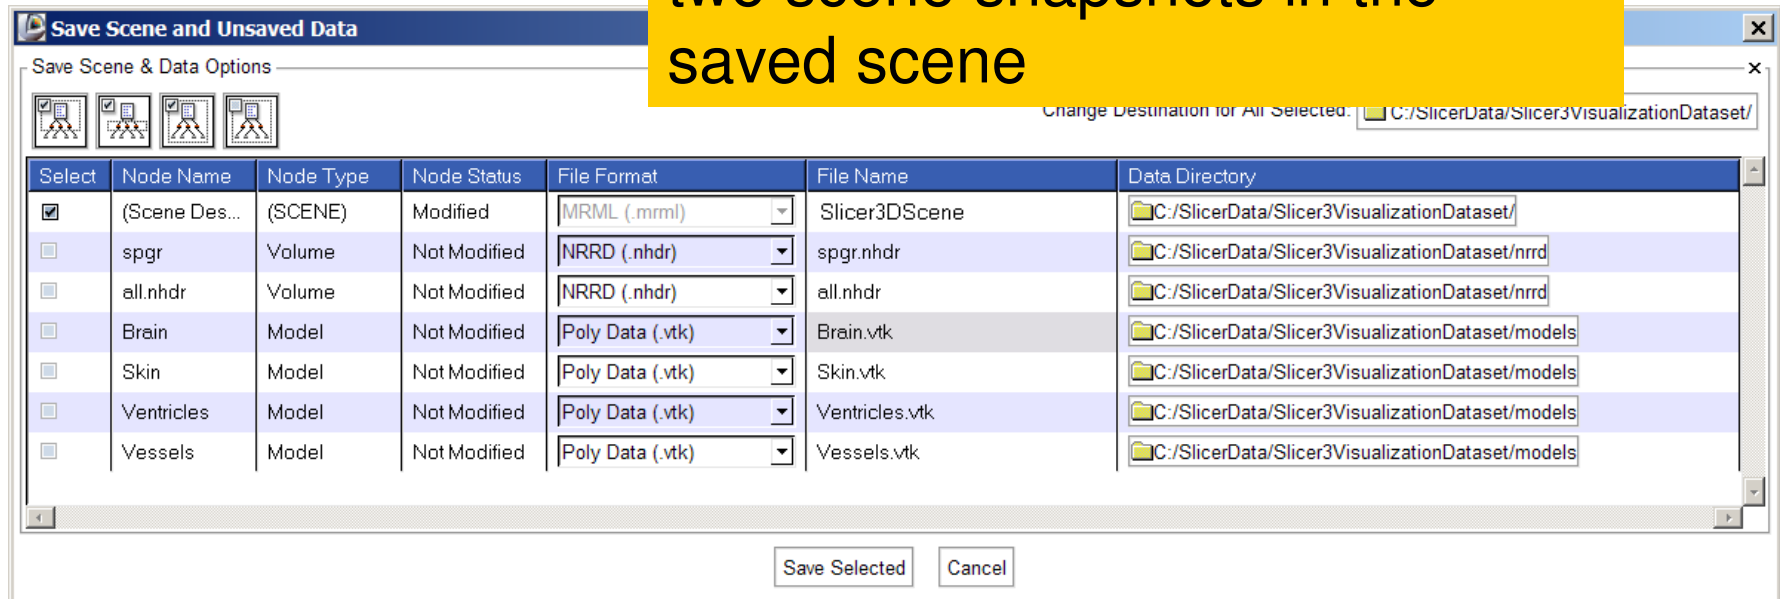 two scene snapshots in the
saved scene
Save Scene and Unsaved Data
Save Scene & Data Options
Change Destination for All Selected: C:/SlicerData/Slicer3VisualizationDataset/
Select Node Name Node Type Node Status File Format File Name Data Directory
(Scene Des... (SCENE) Modified MRML (.mrml) Slicer3DScene C:/SlicerData/Slicer3VisualizationDataset/
spgr Volume Not Modified NRRD (.nhdr) spgr.nhdr C:/SlicerData/Slicer3VisualizationDataset/nrrd
all.nhdr Volume Not Modified NRRD (.nhdr) all.nhdr C:/SlicerData/Slicer3VisualizationDataset/nrrd
Brain Model Not Modified Poly Data (.vtk) Brain.vtk C:/SlicerData/Slicer3VisualizationDataset/models
Skin Model Not Modified Poly Data (.vtk) Skin.vtk C:/SlicerData/Slicer3VisualizationDataset/models
Ventricles Model Not Modified Poly Data (.vtk) Ventricles.vtk C:/SlicerData/Slicer3VisualizationDataset/models
Vessels Model Not Modified Poly Data (.vtk) Vessels.vtk C:/SlicerData/Slicer3VisualizationDataset/models
Save Selected Cancel